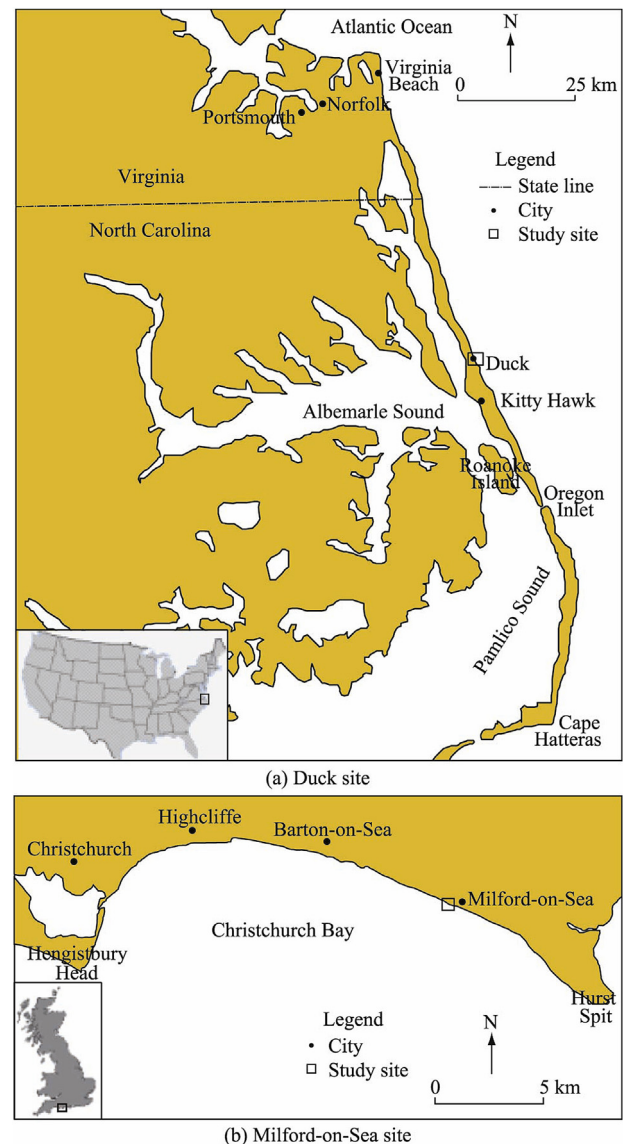 Atlantic Ocean
N
Virginia
Beach
0 25 km
Norfolk
Portsmouth
Legend
State line
City
Study site
Virginia
North Carolina
Duck
Kitty Hawk
Albemarle Sound
Roanoke
Island
Oregon
Inlet
Pamlico Sound
Cape
Hatteras
(a) Duck site
Highcliffe
Barton-on-Sea
Christchurch
Milford-on-Sea
Christchurch Bay
Hengistbury
Head
Hurst
Spit
Legend
City
Study site
N
0 5 km
(b) Milford-on-Sea site